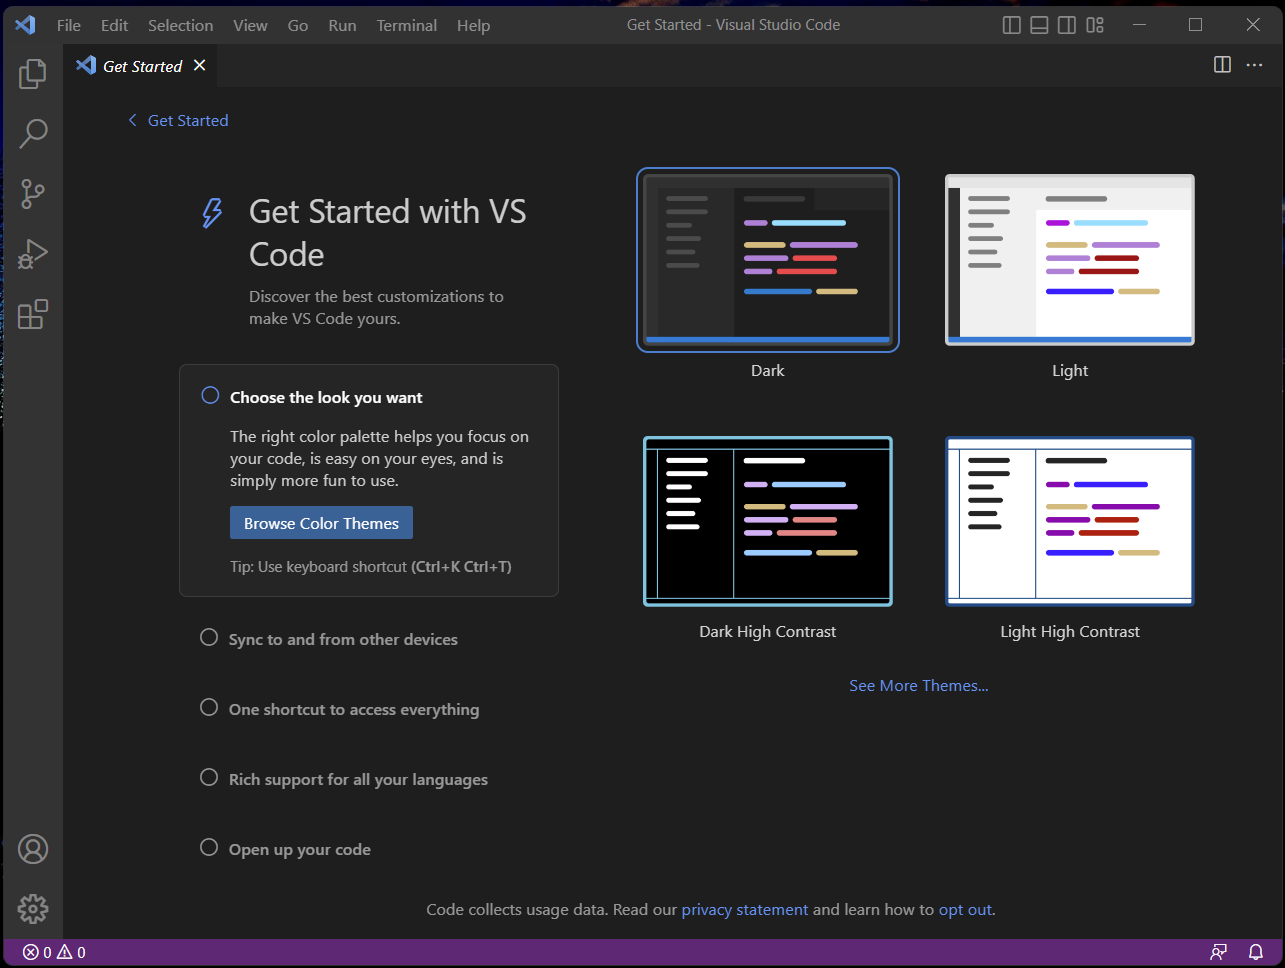 File Edit Selection View Go Run Terminal Help Get Started - Visual Studio Code
Get Started
Get Started
Get Started with VS
Code
Discover the best customizations to
make VS Code yours.
Choose the look you want
The right color palette helps you focus on
your code, is easy on your eyes, and is
simply more fun to use.
Browse Color Themes
Tip: Use keyboard shortcut (Ctrl+K Ctrl+T)
Sync to and from other devices
One shortcut to access everything
Rich support for all your languages
Open up your code
Dark
Light
Dark High Contrast
Light High Contrast
See More Themes...
Code collects usage data. Read our privacy statement and learn how to opt out.
0 0